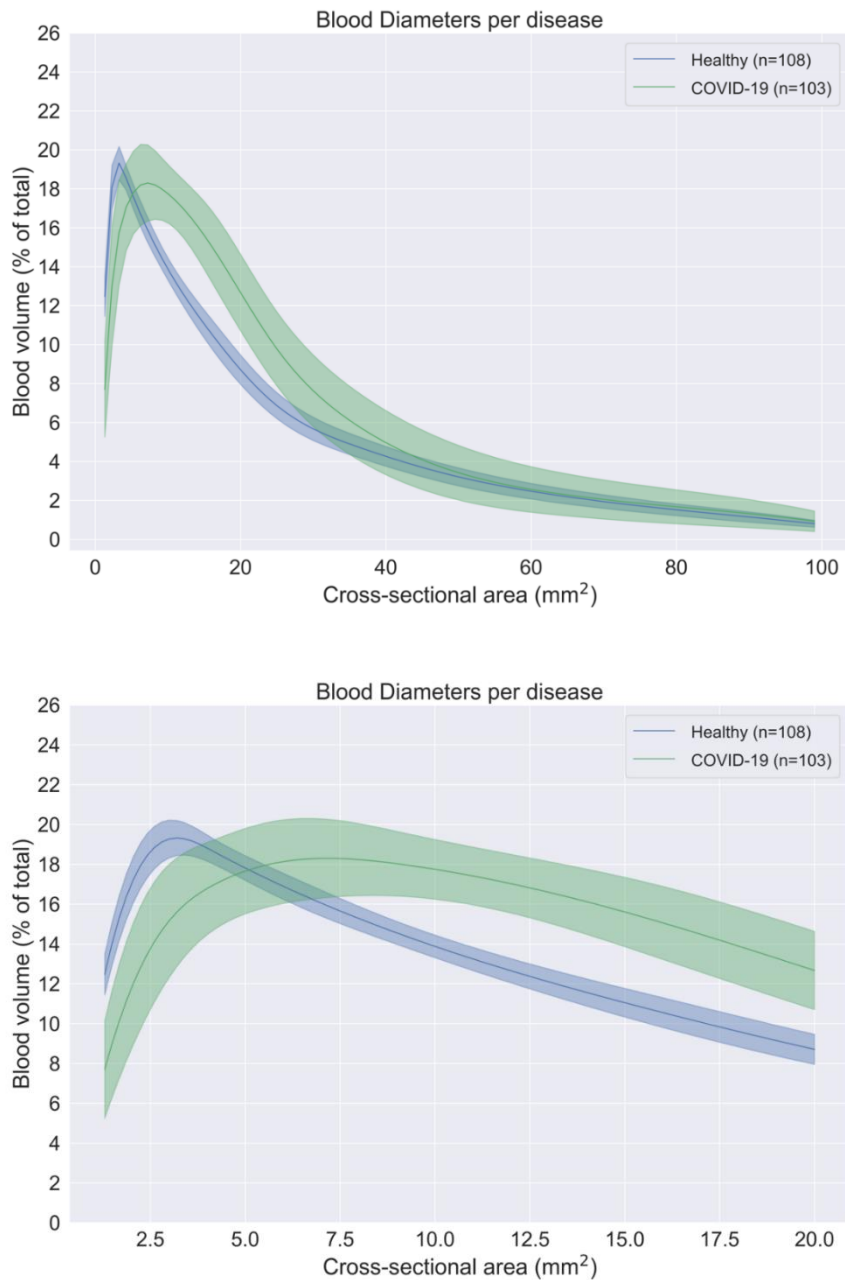 Blood Diameters per disease
26
24
22
20
18
16
14
12
10
8
6
4
2
0
Blood volume (% of total)
Healthy (n=108)
COVID-19 (n=103)
0 20 40 60 80 100
Cross-sectional area (mm²)
Blood Diameters per disease
26
24
22
20
18
16
14
12
10
8
6
4
2
0
Blood volume (% of total)
Healthy (n=108)
COVID-19 (n=103)
2.5 5.0 7.5 10.0 12.5 15.0 17.5 20.0
Cross-sectional area (mm²)